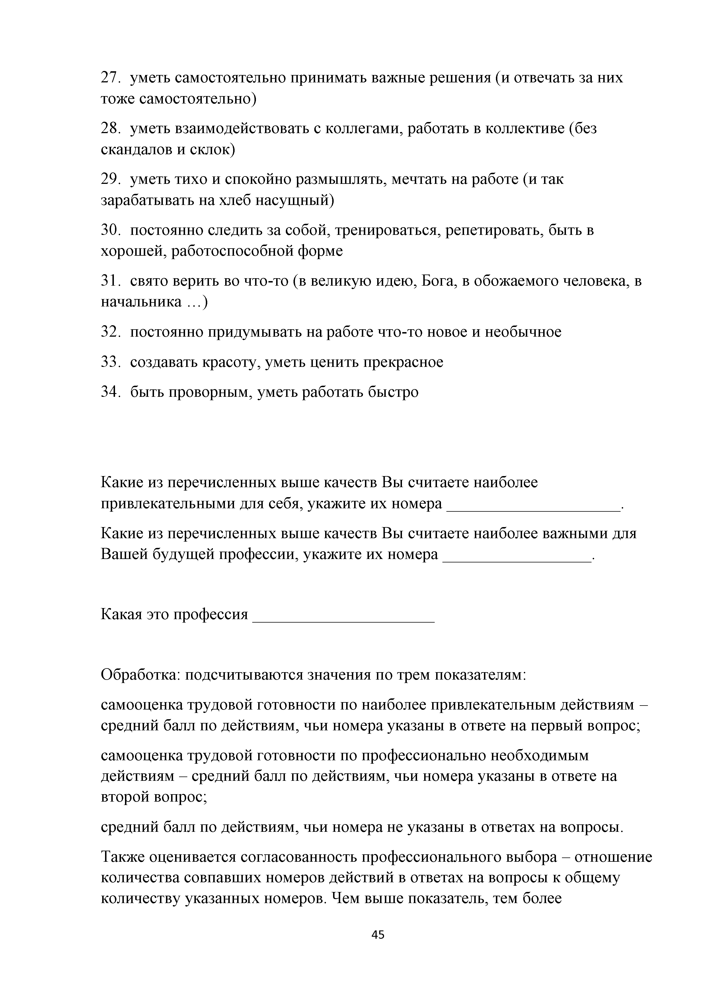 27.  уметь самостоятельно принимать важные решения (и отвечать за них
тоже самостоятельно)
28.  уметь взаимодействовать с коллегами, работать в коллективе (без
скандалов и склок)
29.  уметь тихо и спокойно размышлять, мечтать на работе (и так
зарабатывать на хлеб насущный)
30.  постоянно следить за собой, тренироваться, репетировать, быть в
хорошей, работоспособной форме
31.  свято верить во что-то (в великую идею, Бога, в обожаемого человека, в
начальника …)
32.  постоянно придумывать на работе что-то новое и необычное
33.  создавать красоту, уметь ценить прекрасное
34.  быть проворным, уметь работать быстро
Какие из перечисленных выше качеств Вы считаете наиболее
привлекательными для себя, укажите их номера _____________________.
Какие из перечисленных выше качеств Вы считаете наиболее важными для
Вашей будущей профессии, укажите их номера __________________.
Какая это профессия ______________________
Обработка: подсчитываются значения по трем показателям:
самооценка трудовой готовности по наиболее привлекательным действиям –
средний балл по действиям, чьи номера указаны в ответе на первый вопрос;
самооценка трудовой готовности по профессионально необходимым
действиям – средний балл по действиям, чьи номера указаны в ответе на
второй вопрос;
средний балл по действиям, чьи номера не указаны в ответах на вопросы.
Также оценивается согласованность профессионального выбора – отношение
количества совпавших номеров действий в ответах на вопросы к общему
количеству указанных номеров. Чем выше показатель, тем более
45